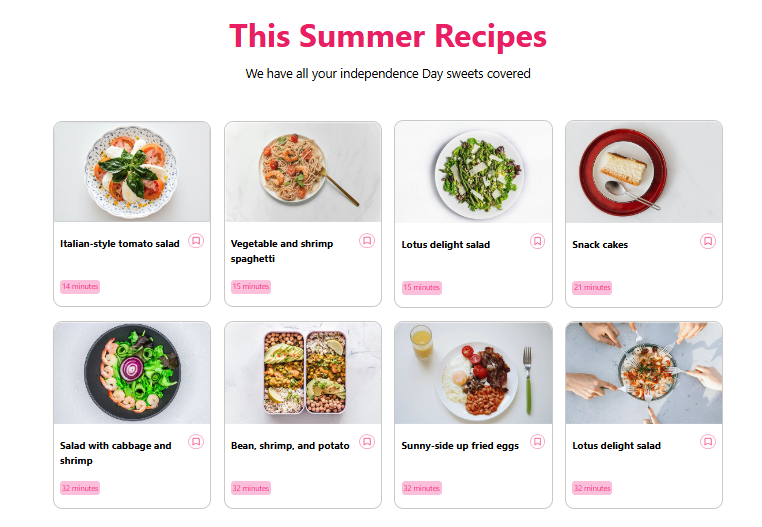 This Summer Recipes
We have all your independence Day sweets covered
Italian-style tomato salad
14 minutes
Vegetable and shrimp
spaghetti
15 minutes
Lotus delight salad
15 minutes
Snack cakes
21 minutes
Salad with cabbage and
shrimp
32 minutes
Bean, shrimp, and potato
32 minutes
Sunny-side up fried eggs
32 minutes
Lotus delight salad
32 minutes